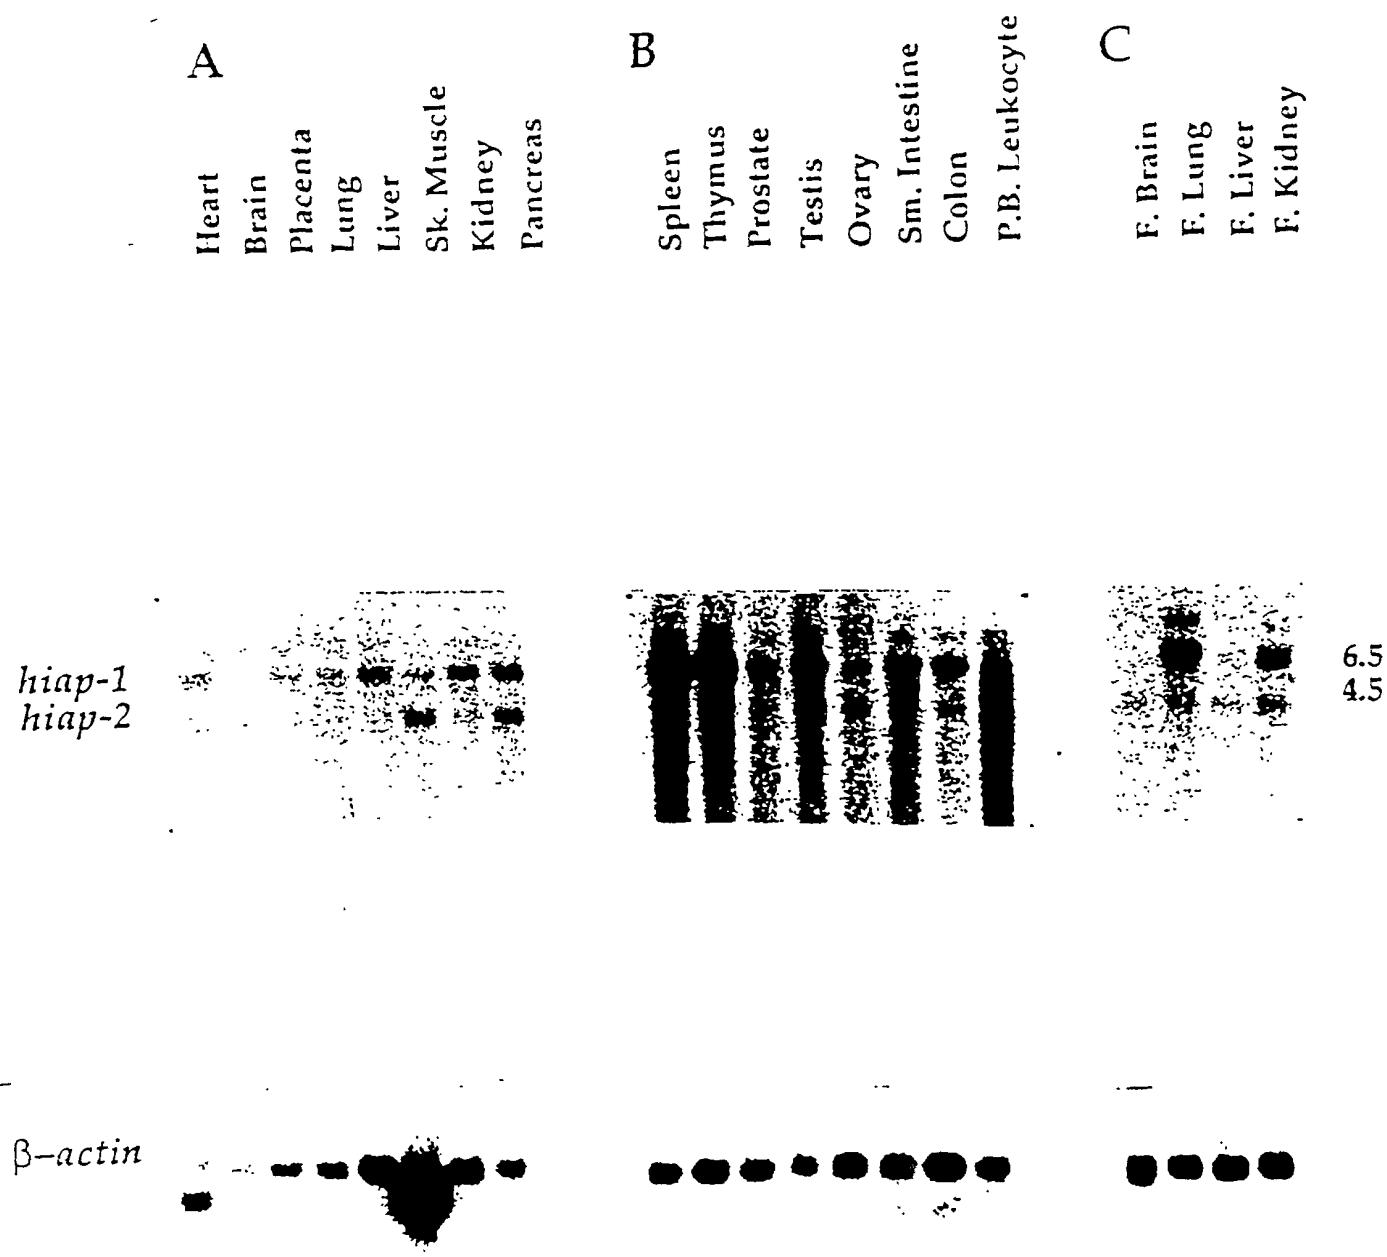 A
B
C
Heart
Brain
Placenta
Lung
Liver
Sk. Muscle
Kidney
Pancreas
Spleen
Thymus
Prostate
Testis
Ovary
Sm. Intestine
Colon
P.B. Leukocyte
F. Brain
F. Lung
F. Liver
F. Kidney
hiap-1
hiap-2
6.5
4.5
β-actin